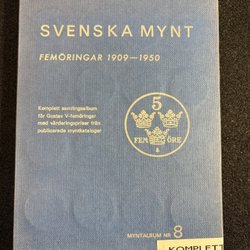 SVENSKA MYNT
FEMÖRINGAR 1909—1950
Komplett samlingsalbum
för Gustav V-femöringar
med värderingspriser från
publicerade myntkataloger
5
FEM ÖRE
MYNTALBUM NR 8
KOMPLETT